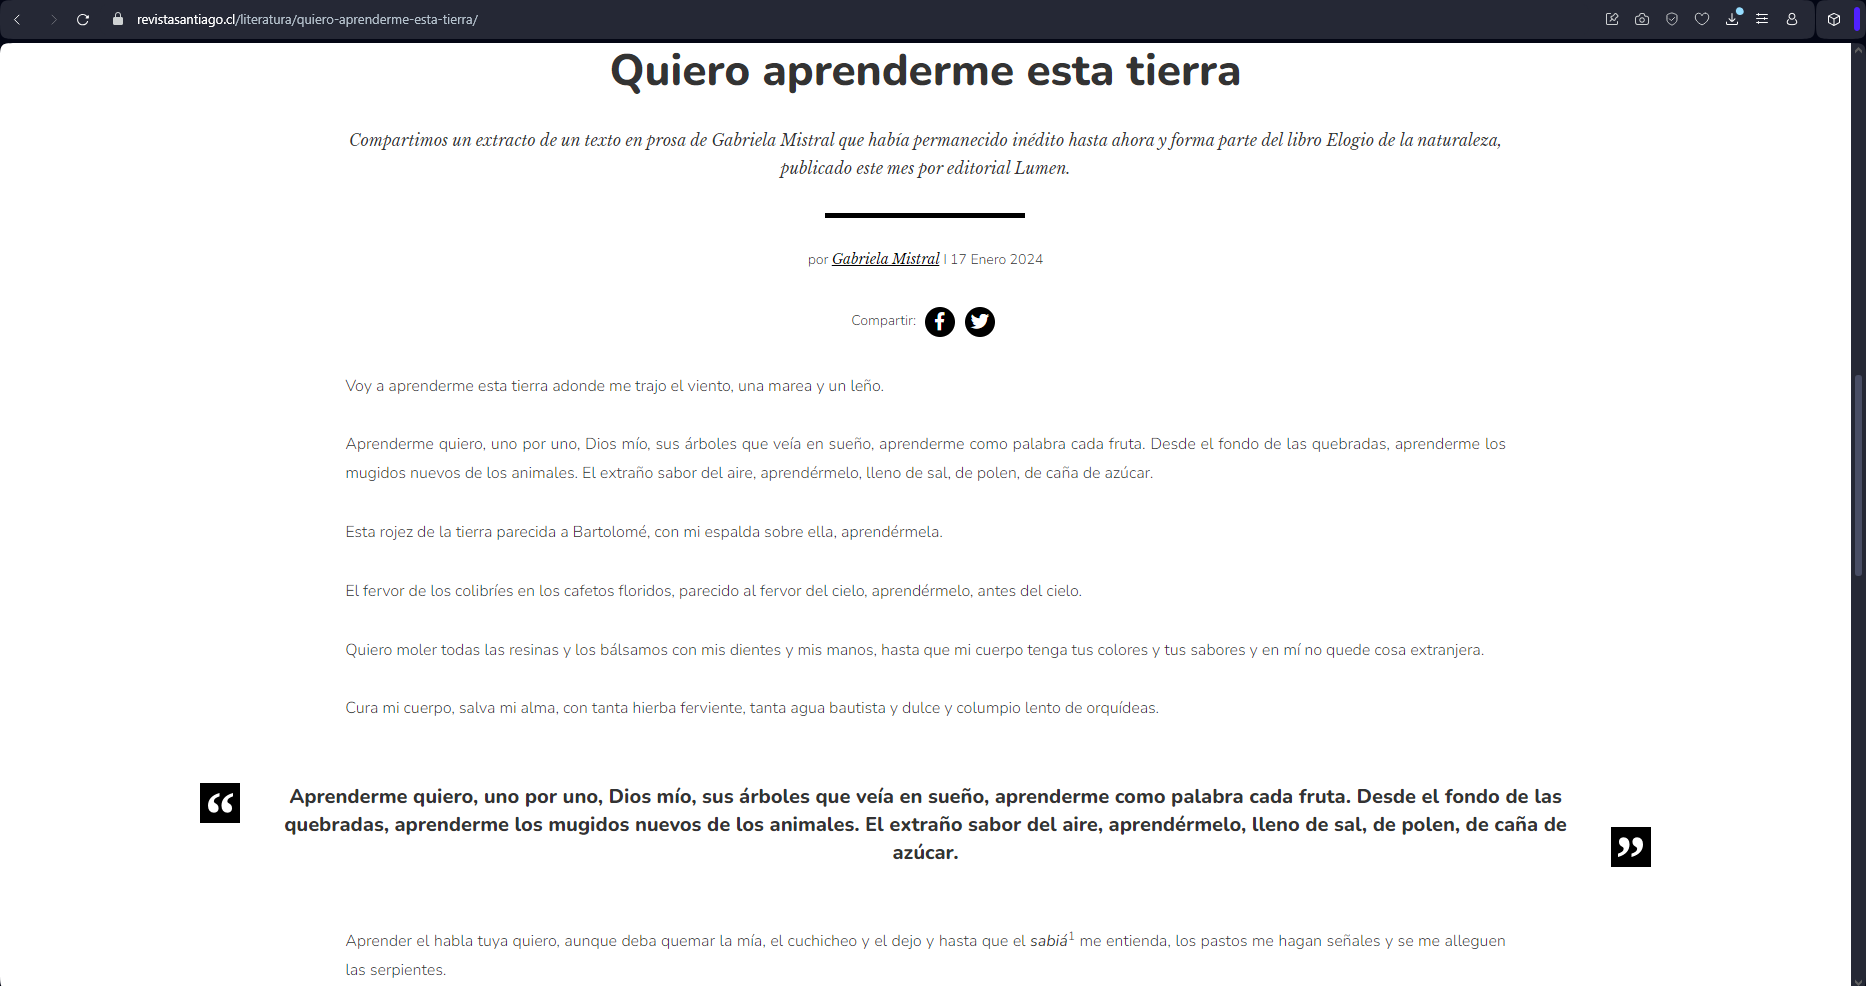 revistasantiago.cl/literatura/quiero-aprenderme-esta-tierra/
Quiero aprenderme esta tierra
Compartimos un extracto de un texto en prosa de Gabriela Mistral que había permanecido inédito hasta ahora y forma parte del libro Elogio de la naturaleza,
publicado este mes por editorial Lumen.
por Gabriela Mistral I 17 Enero 2024
Compartir:
Voy a aprenderme esta tierra adonde me trajo el viento, una marea y un leño.
Aprenderme quiero, uno por uno, Dios mío, sus árboles que veía en sueño, aprenderme como palabra cada fruta. Desde el fondo de las quebradas, aprenderme los
mugidos nuevos de los animales. El extraño sabor del aire, aprendérmelo, lleno de sal, de polen, de caña de azúcar.
Esta rojez de la tierra parecida a Bartolomé, con mi espalda sobre ella, aprendérmela.
El fervor de los colibríes en los cafetos floridos, parecido al fervor del cielo, aprendérmelo, antes del cielo.
Quiero moler todas las resinas y los bálsamos con mis dientes y mis manos, hasta que mi cuerpo tenga tus colores y tus sabores y en mí no quede cosa extranjera.
Cura mi cuerpo, salva mi alma, con tanta hierba ferviente, tanta agua bautista y dulce y columpio lento de orquídeas.
“ Aprenderme quiero, uno por uno, Dios mío, sus árboles que veía en sueño, aprenderme como palabra cada fruta. Desde el fondo de las
quebradas, aprenderme los mugidos nuevos de los animales. El extraño sabor del aire, aprendérmelo, lleno de sal, de polen, de caña de
azúcar. ”
Aprender el habla tuya quiero, aunque deba quemar la mía, el cuchicheo y el dejo y hasta que el sabiá¹ me entienda, los pastos me hagan señales y se me alleguen
las serpientes.